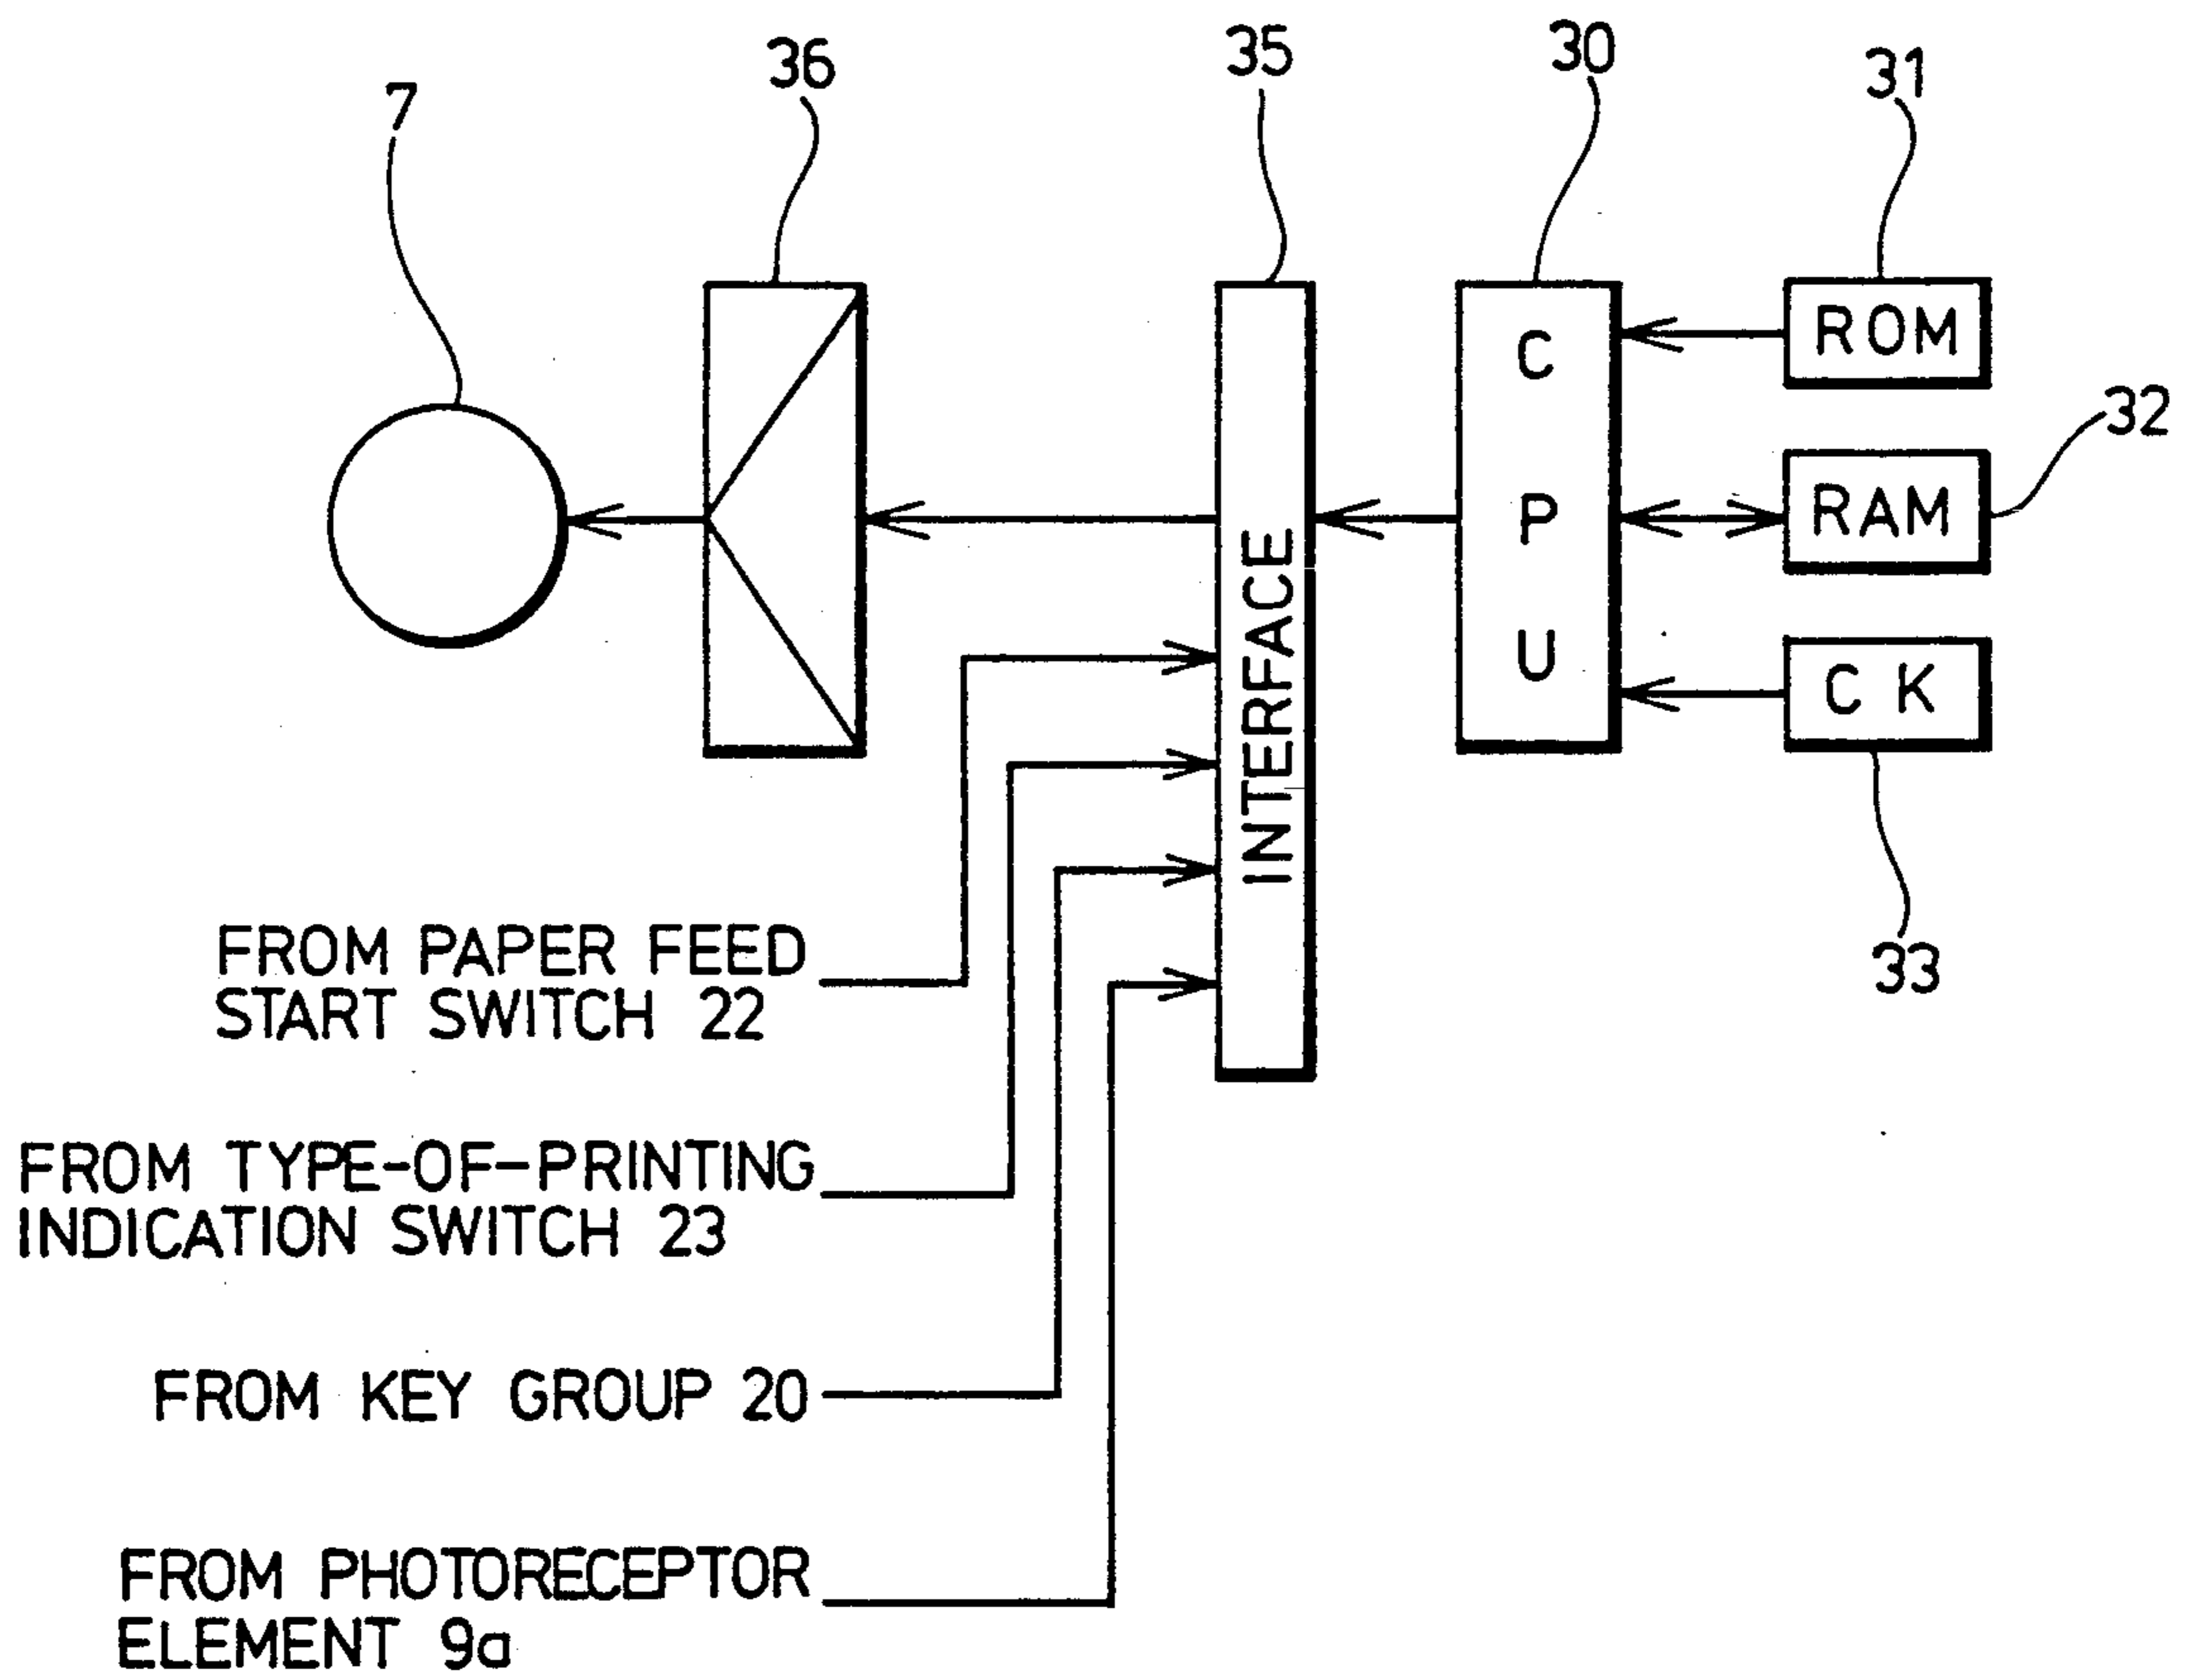 36
35
30
31
7
ROM
C
P
U
32
RAM
INTERFACE
C K
33
FROM PAPER FEED
START SWITCH 22
FROM TYPE-OF-PRINTING
INDICATION SWITCH 23
FROM KEY GROUP 20
FROM PHOTORECEPTOR
ELEMENT 9a